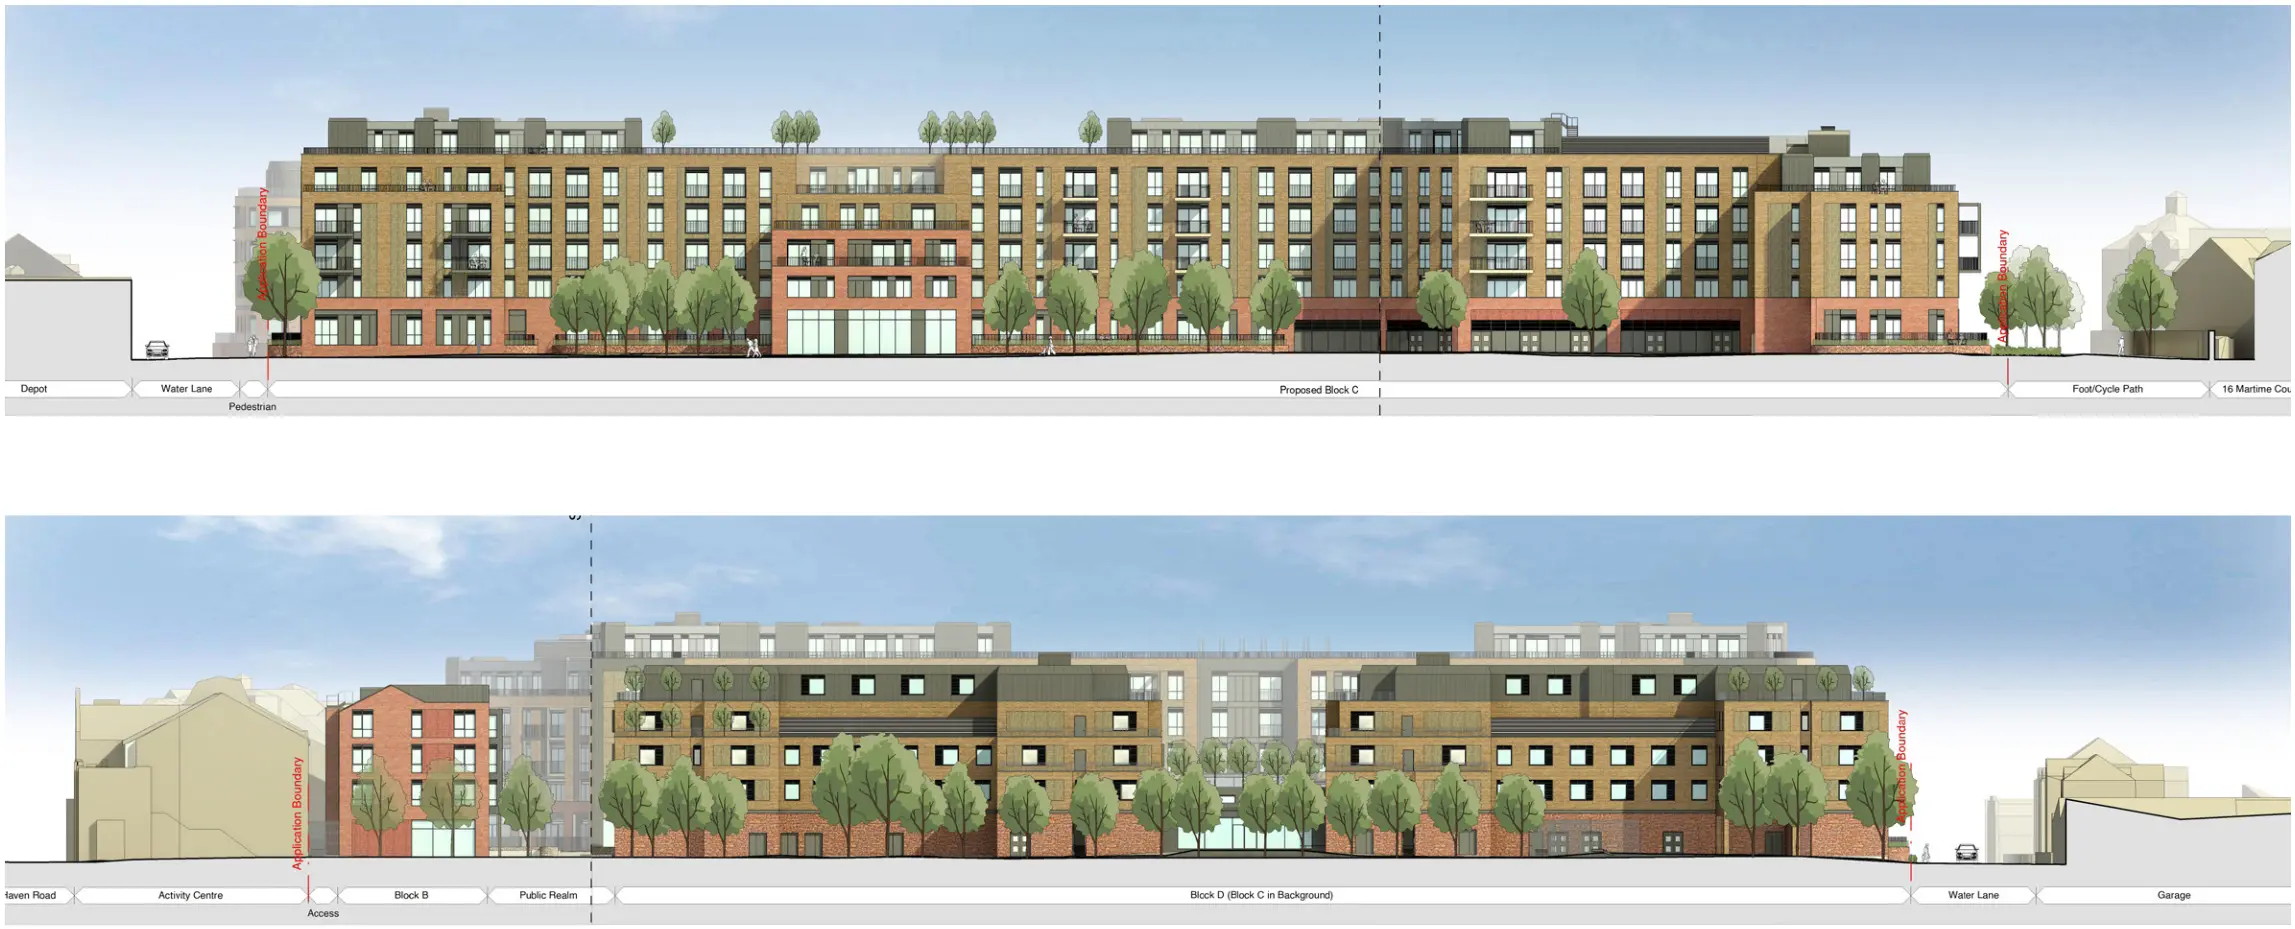 Application Boundary
Application Boundary
Depot
Water Lane
Pedestrian
Proposed Block C
Foot/Cycle Path
16 Martime Cou
Application Boundary
Application Boundary
Haven Road
Activity Centre
Access
Block B
Public Realm
Block D (Block C in Background)
Water Lane
Garage